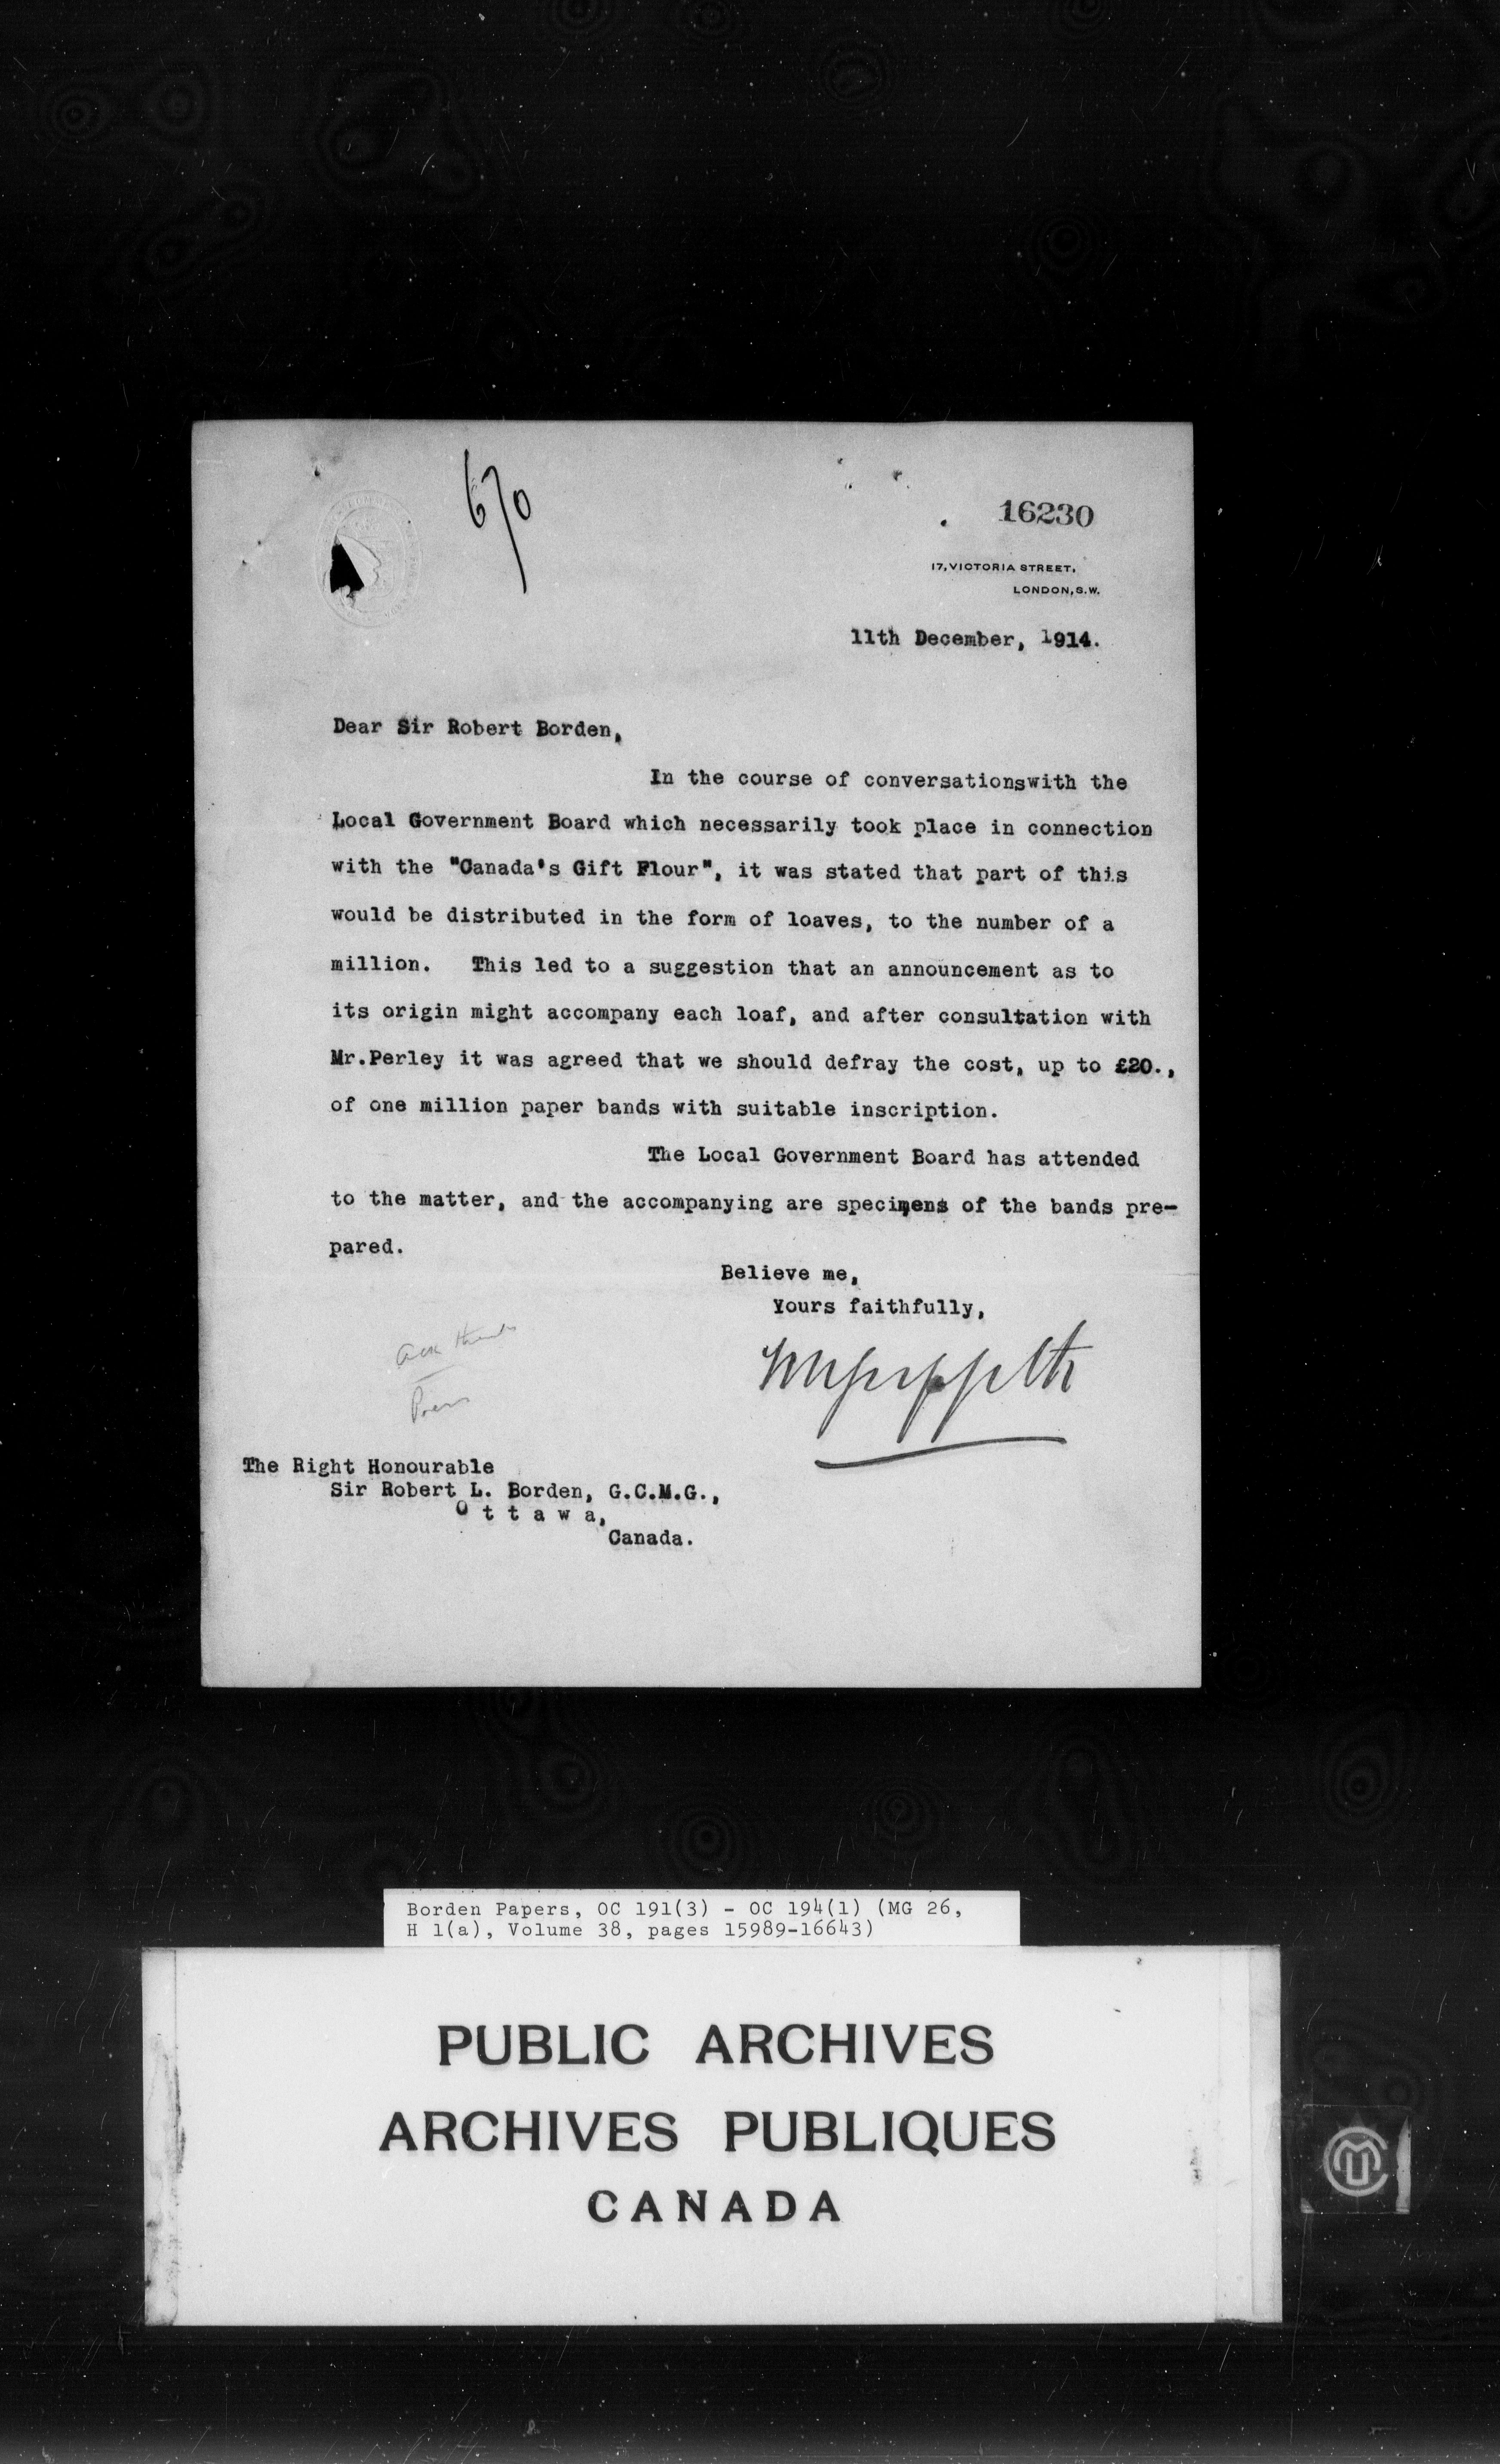 670
16230
17, VICTORIA STREET,
LONDON, S.W.
11th December, 1914.
Dear Sir Robert Borden,
In the course of conversationswith the
Local Government Board which necessarily took place in connection
with the "Canada's Gift Flour", it was stated that part of this
would be distributed in the form of loaves, to the number of a
million. This led to a suggestion that an announcement as to
its origin might accompany each loaf, and after consultation with
Mr.Perley it was agreed that we should defray the cost, up to £20.,
of one million paper bands with suitable inscription.
The Local Government Board has attended
to the matter, and the accompanying are specimens of the bands pre-
pared.
Believe me,
Yours faithfully,
The Right Honourable
Sir Robert L. Borden, G.C.M.G.,
O t t a w a,
Canada.
Borden Papers, OC 191(3) - OC 194(1) (MG 26,
H 1(a), Volume 38, pages 15989-16643)
PUBLIC ARCHIVES
ARCHIVES PUBLIQUES
CANADA